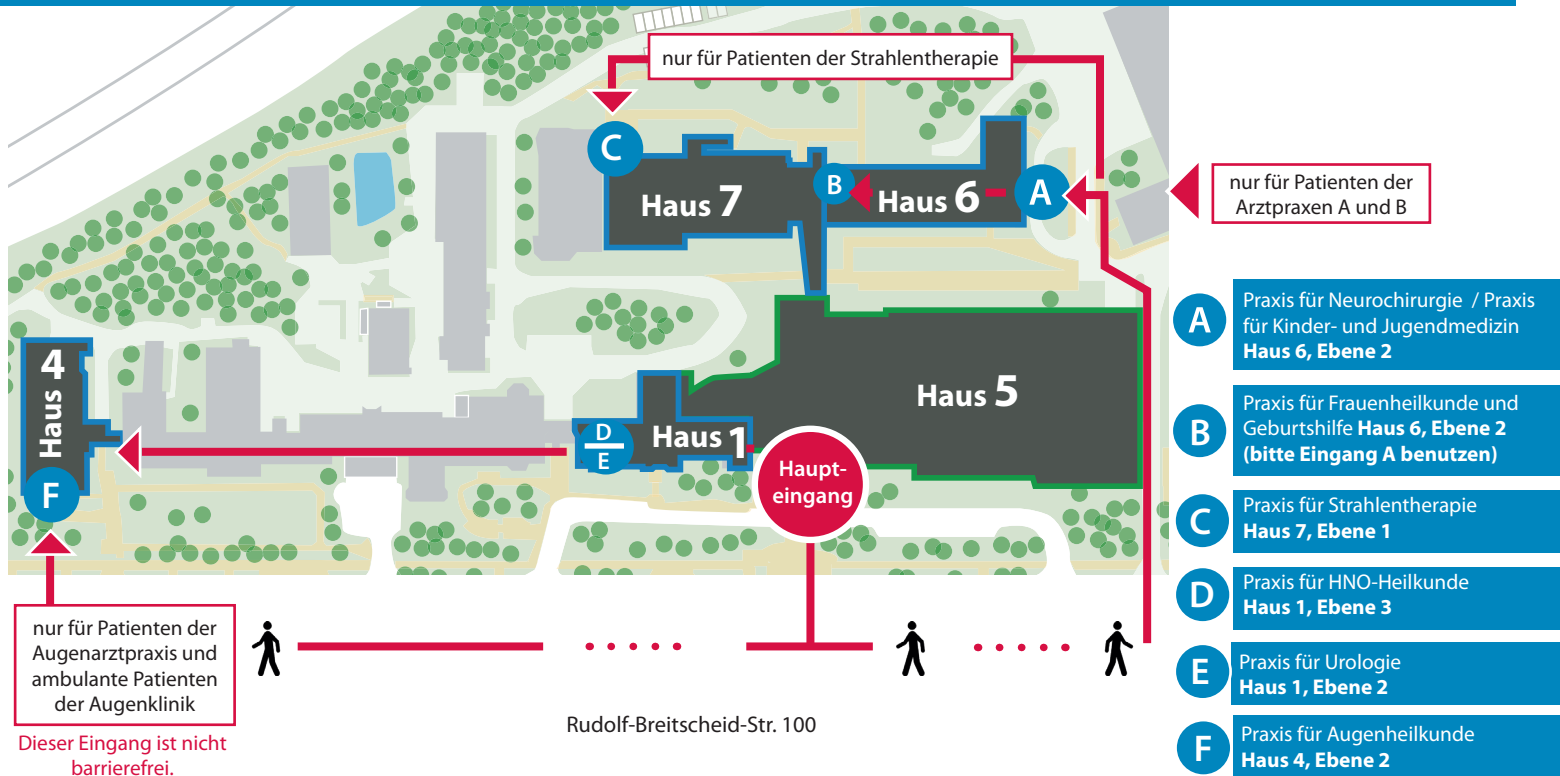 nur für Patienten der Strahlentherapie
C
Haus 7
B
Haus 6
A
nur für Patienten der
Arztpraxen A und B
Haus 4
F
D
E
Haus 1
Haus 5
Haupt-
eingang
nur für Patienten der
Augenarztpraxis und
ambulante Patienten
der Augenklinik
Dieser Eingang ist nicht
barrierefrei.
Rudolf-Breitscheid-Str. 100
A
Praxis für Neurochirurgie / Praxis
für Kinder- und Jugendmedizin
Haus 6, Ebene 2
B
Praxis für Frauenheilkunde und
Geburtshilfe Haus 6, Ebene 2
(bitte Eingang A benutzen)
C
Praxis für Strahlentherapie
Haus 7, Ebene 1
D
Praxis für HNO-Heilkunde
Haus 1, Ebene 3
E
Praxis für Urologie
Haus 1, Ebene 2
F
Praxis für Augenheilkunde
Haus 4, Ebene 2